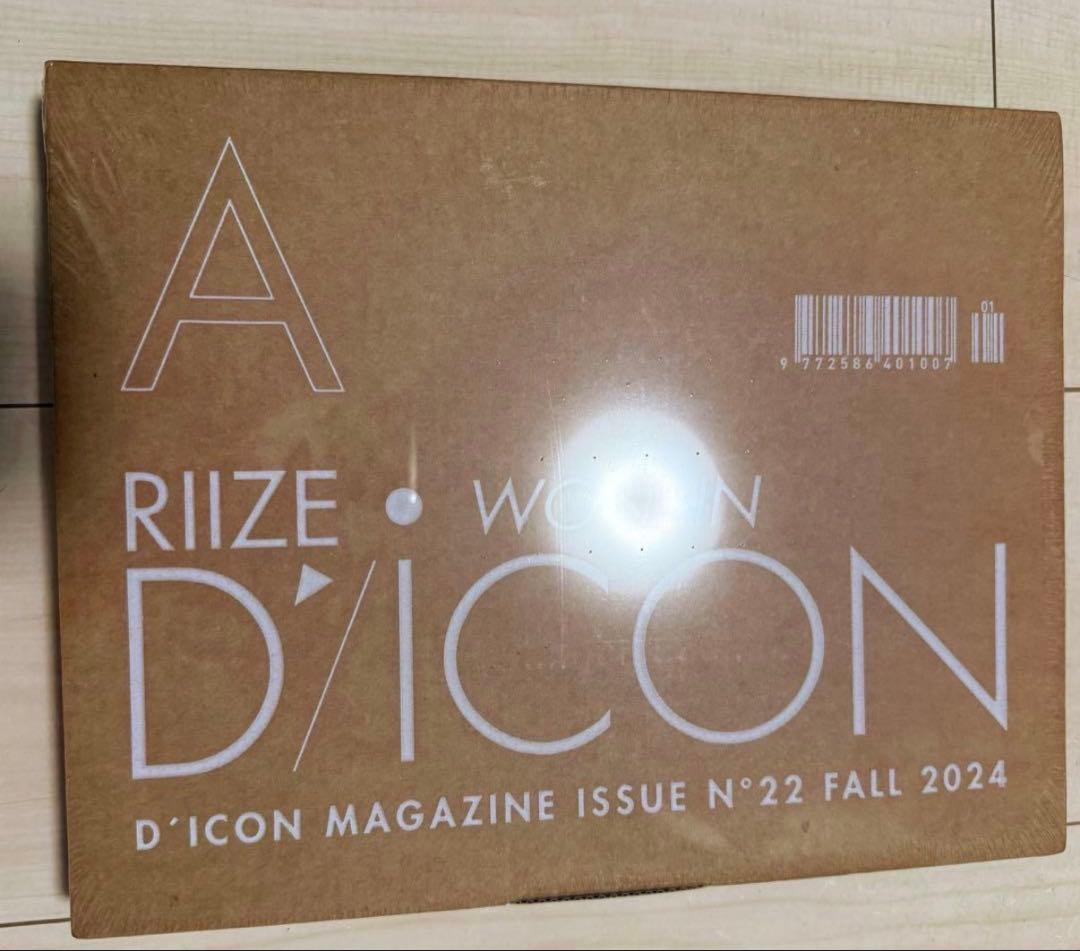 A
01
9 772586 401007
RIIZE •
D'/ICON
D´ICON MAGAZINE ISSUE N°22 FALL 2024